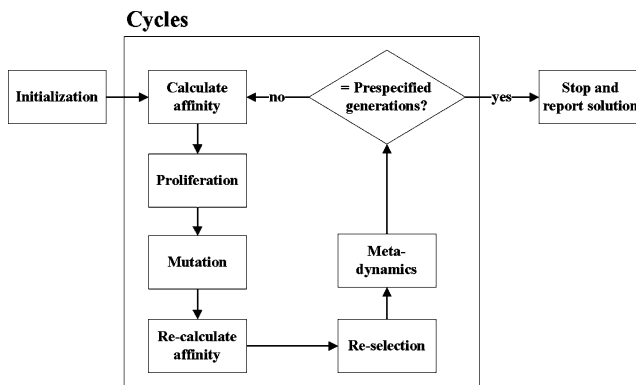 Cycles
Initialization
Calculate
affinity
no
= Prespecified
generations?
yes
Stop and
report solution
Proliferation
Mutation
Meta-
dynamics
Re-calculate
affinity
Re-selection